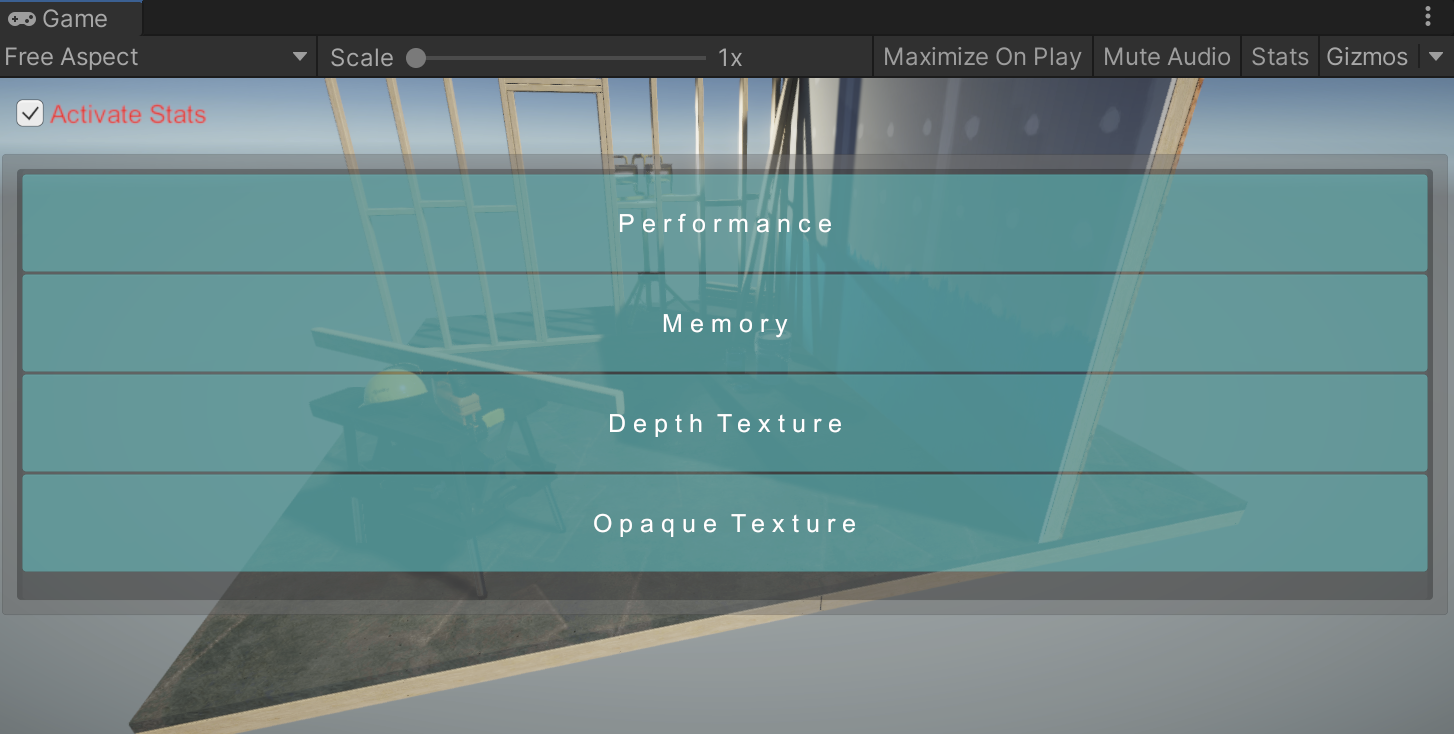 Game
Free Aspect Scale 1x Maximize On Play Mute Audio Stats Gizmos
Activate Stats
Performance
Memory
Depth Texture
Opaque Texture